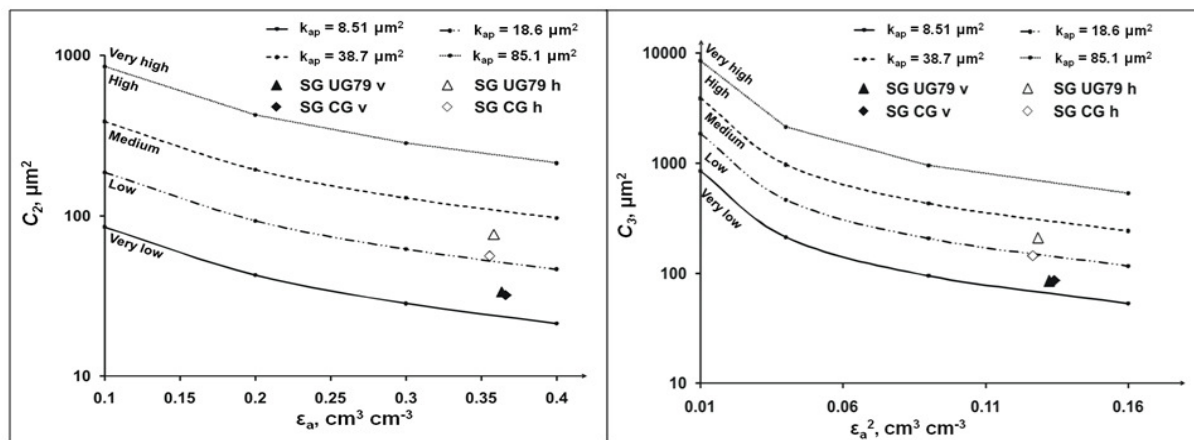 k_ap = 8.51 µm²
k_ap = 18.6 µm²
k_ap = 38.7 µm²
k_ap = 85.1 µm²
SG UG79 v
SG UG79 h
SG CG v
SG CG h
1000
100
10
C₂, µm²
Very high
High
Medium
Low
Very low
0.1
0.15
0.2
0.25
0.3
0.35
0.4
εₐ, cm³ cm⁻³
k_ap = 8.51 µm²
k_ap = 18.6 µm²
k_ap = 38.7 µm²
k_ap = 85.1 µm²
SG UG79 v
SG UG79 h
SG CG v
SG CG h
10000
1000
100
10
C₃, µm²
Very high
High
Medium
Low
Very low
0.01
0.06
0.11
0.16
εₐ², cm³ cm⁻³